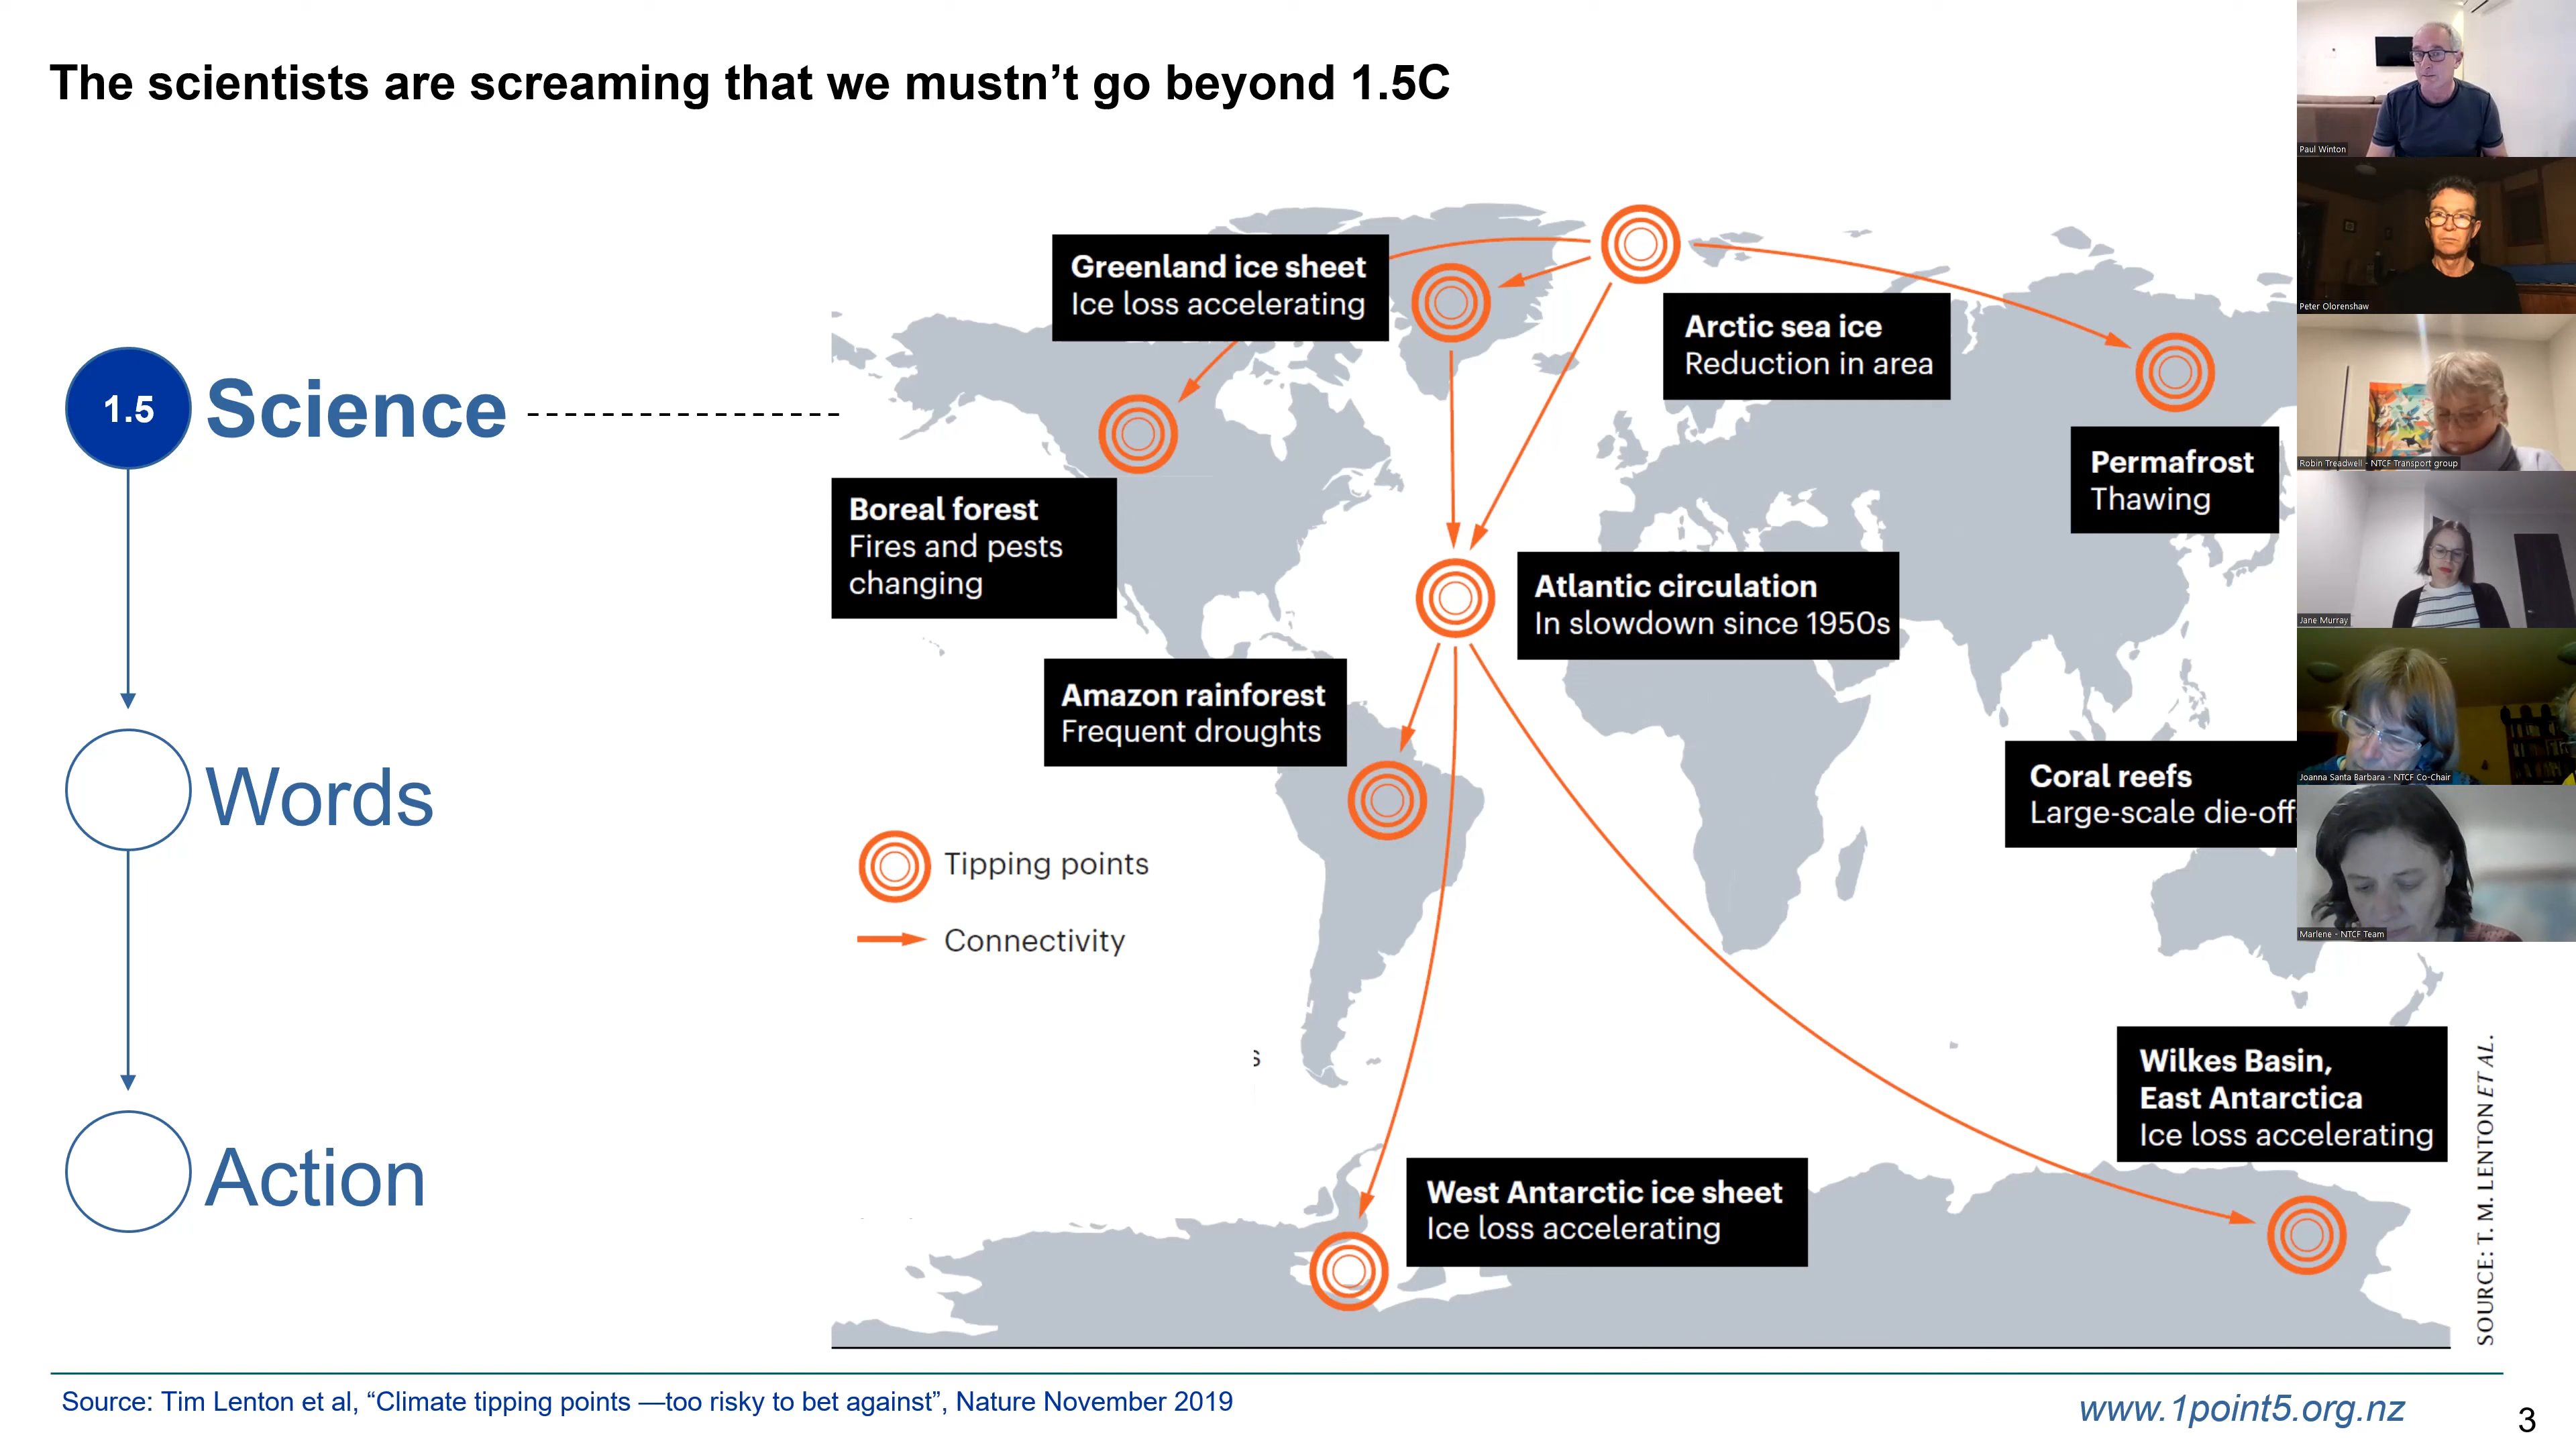 The scientists are screaming that we mustn’t go beyond 1.5C
1.5
Science
Words
Action
Greenland ice sheet
Ice loss accelerating
Arctic sea ice
Reduction in area
Permafrost
Thawing
Boreal forest
Fires and pests
changing
Atlantic circulation
In slowdown since 1950s
Amazon rainforest
Frequent droughts
Coral reefs
Large-scale die-off
Tipping points
Connectivity
s
Wilkes Basin,
East Antarctica
Ice loss accelerating
West Antarctic ice sheet
Ice loss accelerating
SOURCE: T. M. LENTON ET AL.
Source: Tim Lenton et al, “Climate tipping points —too risky to bet against”, Nature November 2019
www.1point5.org.nz
3
Paul Winton
Peter Olorenshaw
Robin Treadwell - NTCF Transport group
Jane Murray
Joanna Santa Barbara - NTCF Co-Chair
Marlene - NTCF Team